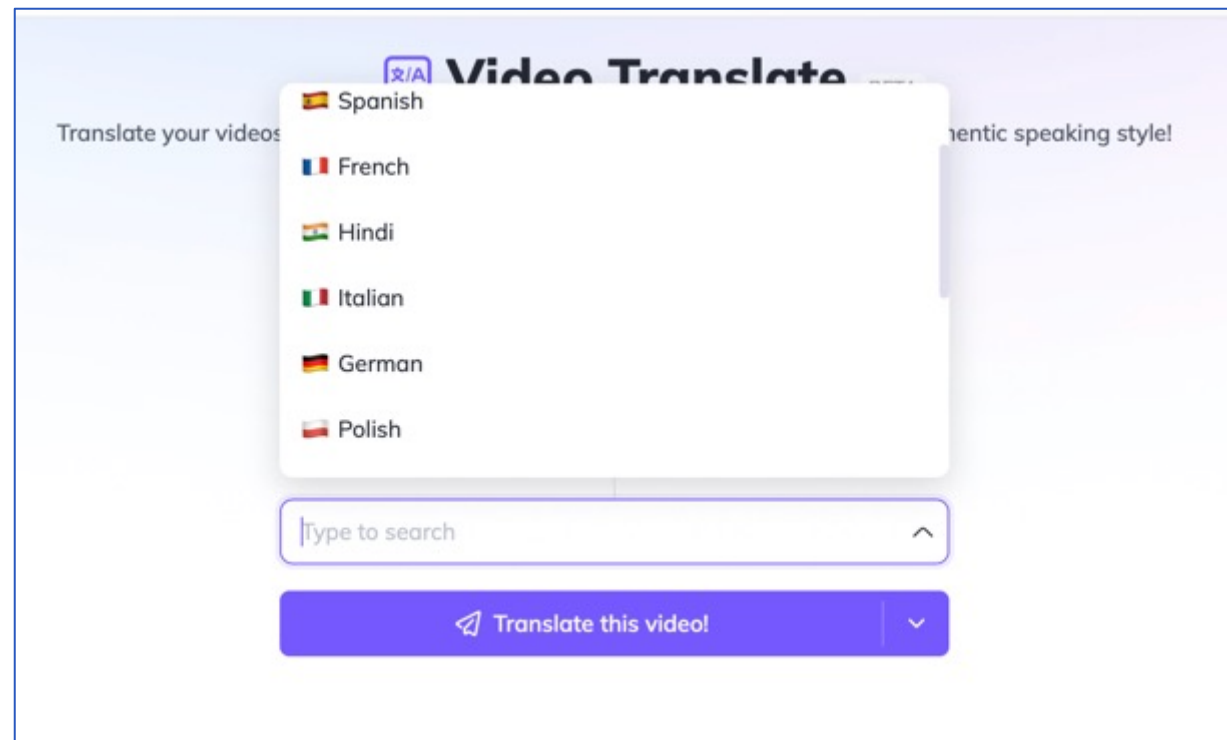 Video Translate
Spanish
Translate your videos
hentic speaking style!
French
Hindi
Italian
German
Polish
Type to search
Translate this video!